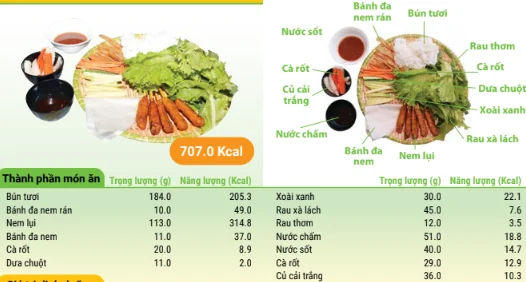 707.0 Kcal
Bánh đa
nem rán
Bún tươi
Nước sốt
Rau thơm
Cà rốt
Cà rốt
Củ cải
trắng
Dưa chuột
Xoài xanh
Nước chấm
Rau xà lách
Bánh đa
nem
Nem lụi
Thành phần món ăn Trọng lượng (g) Năng lượng (Kcal)
Bún tươi 184.0 205.3
Bánh đa nem rán 10.0 49.0
Nem lụi 113.0 314.8
Bánh đa nem 11.0 37.0
Cà rốt 20.0 8.9
Dưa chuột 11.0 2.0
Trọng lượng (g) Năng lượng (Kcal)
Xoài xanh 30.0 22.1
Rau xà lách 45.0 7.6
Rau thơm 12.0 3.5
Nước chấm 51.0 18.8
Nước sốt 40.0 14.7
Cà rốt 29.0 12.9
Củ cải trắng 36.0 10.3